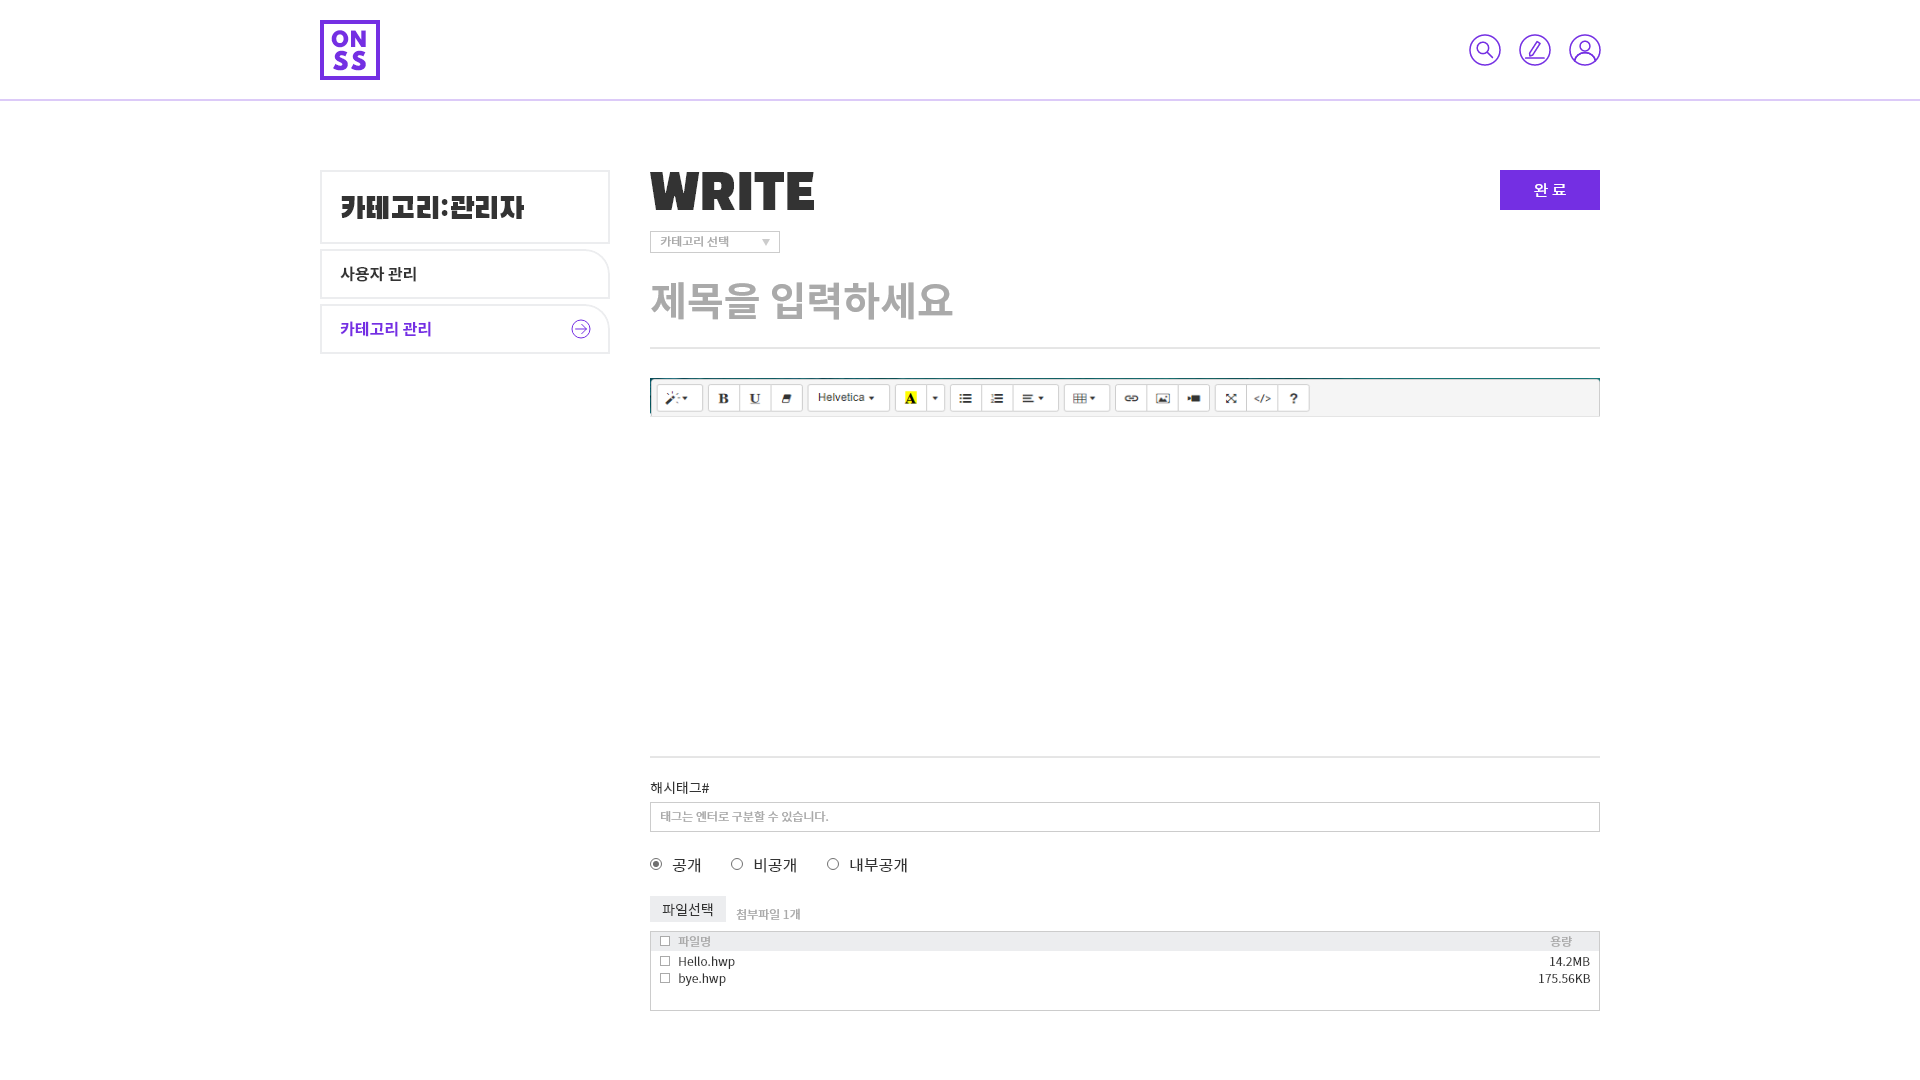 ON
SS
카테고리:관리자
사용자 관리
카테고리 관리
WRITE
완 료
카테고리 선택
제목을 입력하세요
B U Helvetica A </> ?
해시태그#
태그는 엔터로 구분할 수 있습니다.
공개 비공개 내부공개
파일선택 첨부파일 1개
파일명 용량
Hello.hwp 14.2MB
bye.hwp 175.56KB